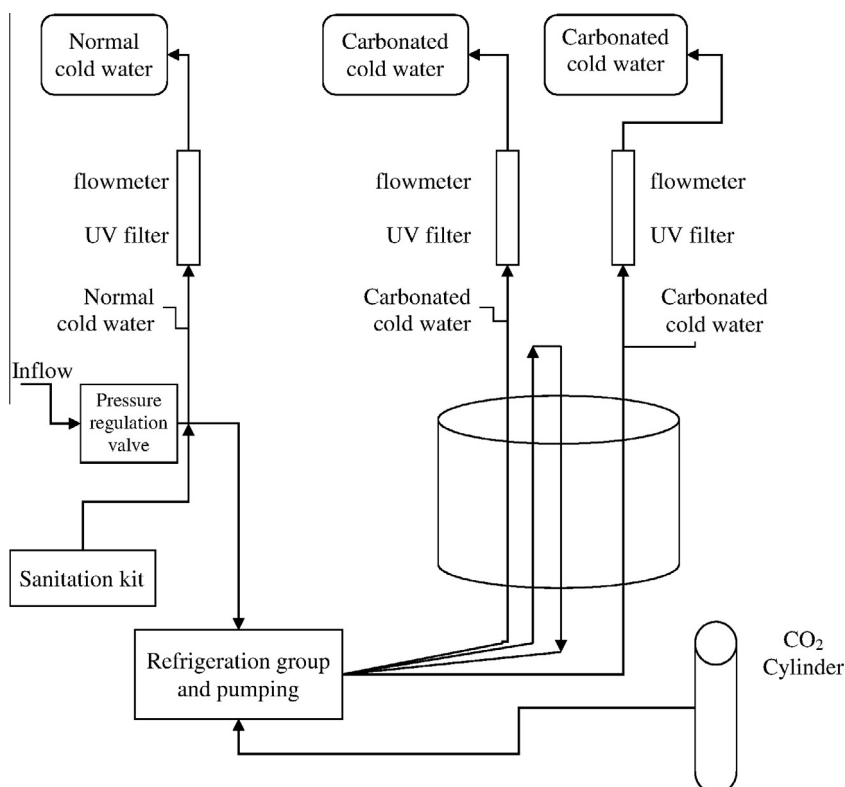 Normal
cold water
Carbonated
cold water
Carbonated
cold water
flowmeter
UV filter
flowmeter
UV filter
flowmeter
UV filter
Normal
cold water
Carbonated
cold water
Carbonated
cold water
Inflow
Pressure
regulation
valve
Sanitation kit
Refrigeration group
and pumping
CO₂
Cylinder